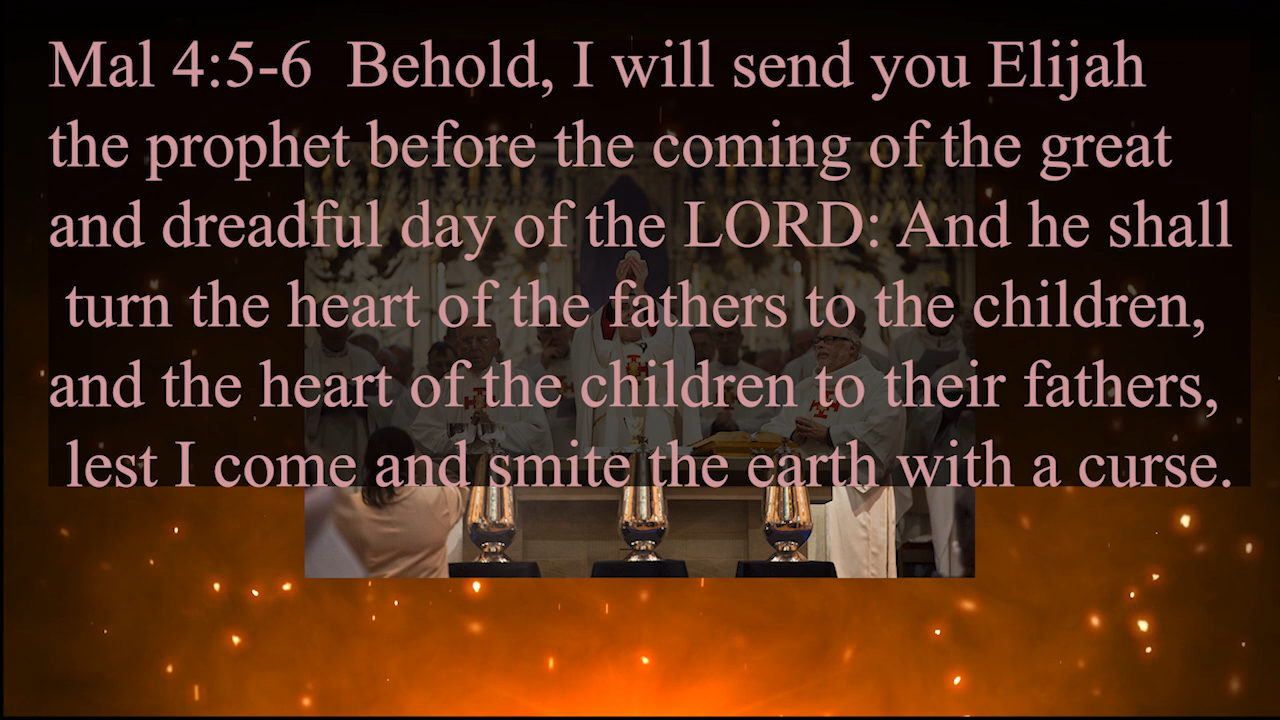 Mal 4:5-6  Behold, I will send you Elijah
the prophet before the coming of the great
and dreadful day of the LORD: And he shall
turn the heart of the fathers to the children,
and the heart of the children to their fathers,
lest I come and smite the earth with a curse.